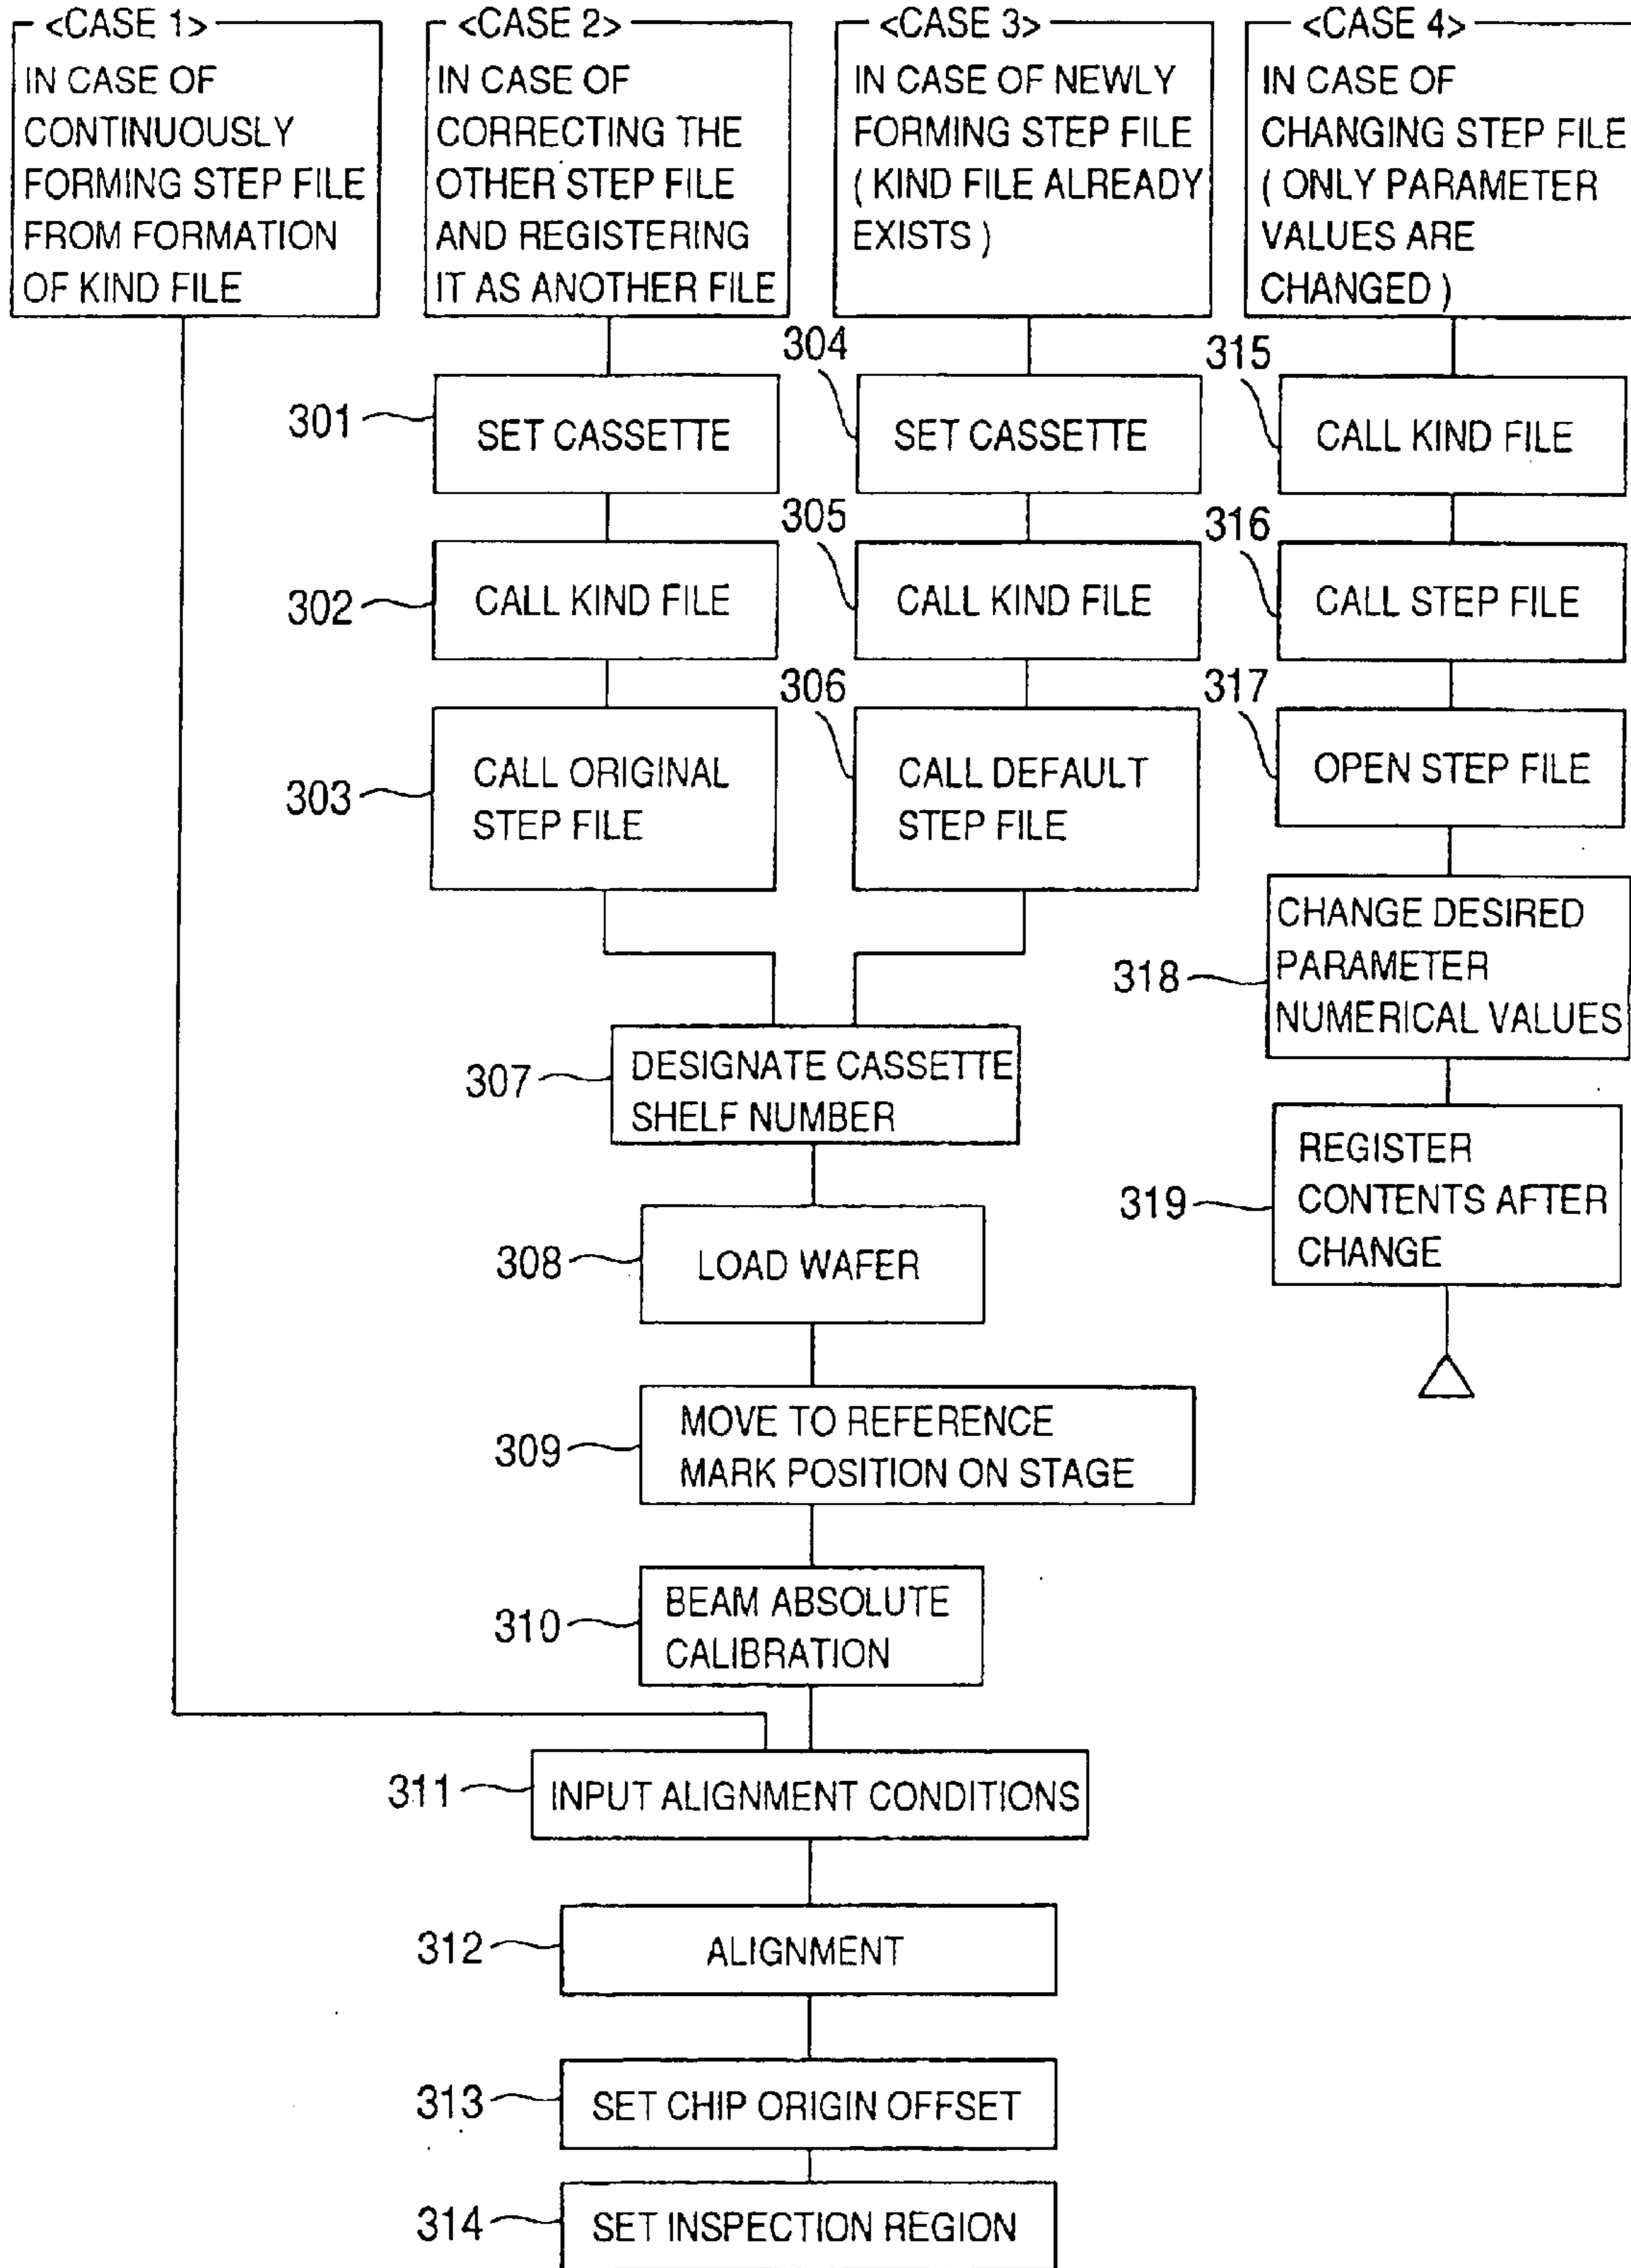 <CASE 1>
IN CASE OF
CONTINUOUSLY
FORMING STEP FILE
FROM FORMATION
OF KIND FILE
<CASE 2>
IN CASE OF
CORRECTING THE
OTHER STEP FILE
AND REGISTERING
IT AS ANOTHER FILE
<CASE 3>
IN CASE OF NEWLY
FORMING STEP FILE
( KIND FILE ALREADY
EXISTS )
<CASE 4>
IN CASE OF
CHANGING STEP FILE
( ONLY PARAMETER
VALUES ARE
CHANGED )
301
SET CASSETTE
302
CALL KIND FILE
303
CALL ORIGINAL
STEP FILE
304
SET CASSETTE
305
CALL KIND FILE
306
CALL DEFAULT
STEP FILE
315
CALL KIND FILE
316
CALL STEP FILE
317
OPEN STEP FILE
318
CHANGE DESIRED
PARAMETER
NUMERICAL VALUES
319
REGISTER
CONTENTS AFTER
CHANGE
307
DESIGNATE CASSETTE
SHELF NUMBER
308
LOAD WAFER
309
MOVE TO REFERENCE
MARK POSITION ON STAGE
310
BEAM ABSOLUTE
CALIBRATION
311
INPUT ALIGNMENT CONDITIONS
312
ALIGNMENT
313
SET CHIP ORIGIN OFFSET
314
SET INSPECTION REGION